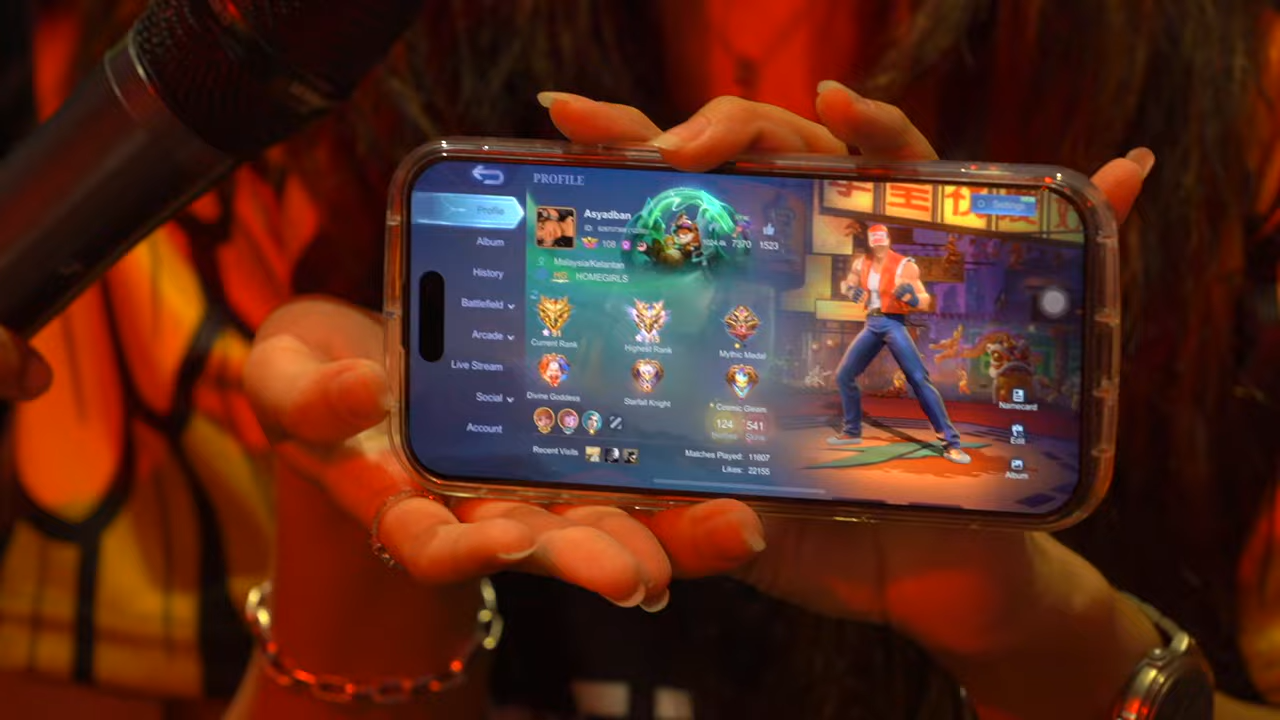 PROFILE
Profile
Asyadban
ID:
108
7370
1523
Settings
Album
Malaysia/Kelantan
HG HOMEGIRLS
History
Battlefield
Current Rank
Highest Rank
Mythic Medal
Arcade
Live Stream
Divine Goddess
Starfall Knight
Cosmic Gleam
Social
124 541
Account
Recent Visits
Matches Played: 11607
Likes: 22155
Namecard
Edit
Album